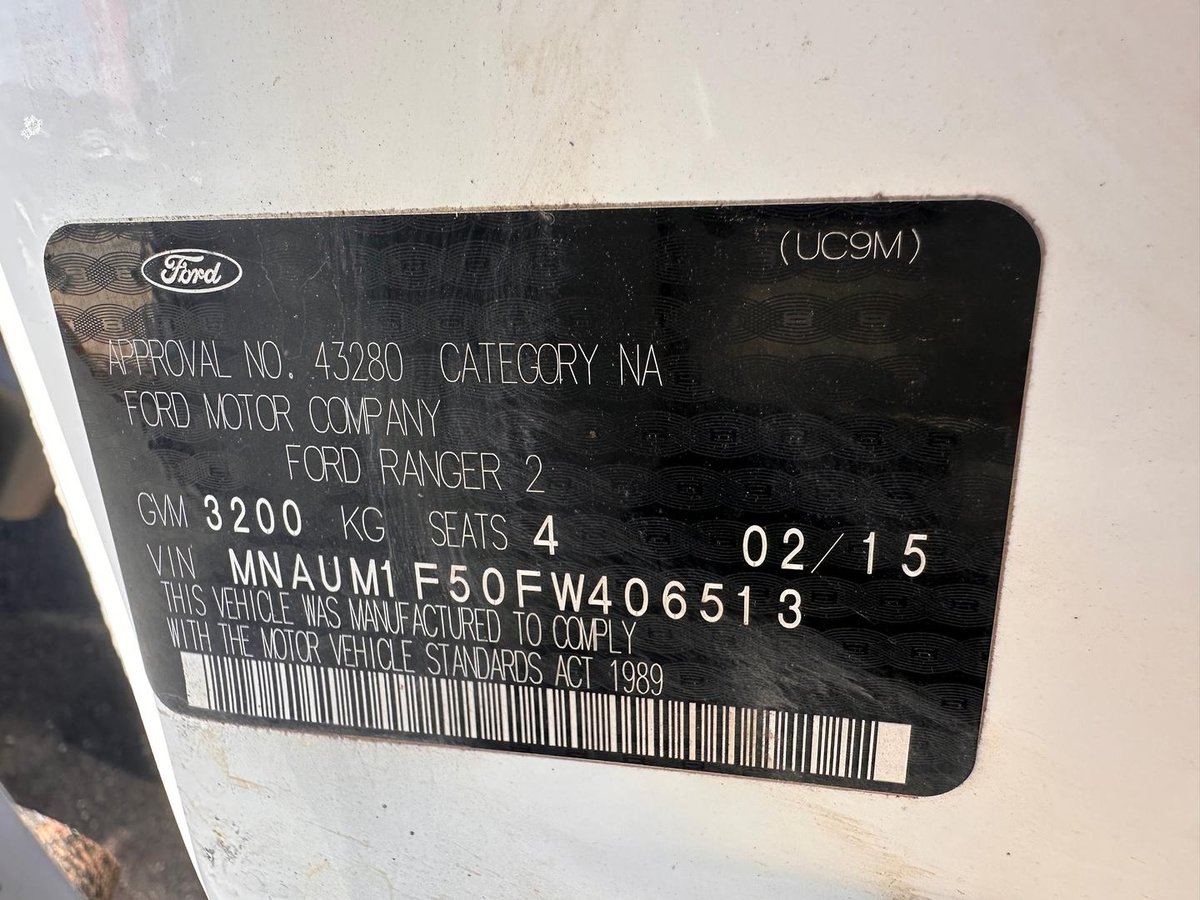 Ford
(UC9M)
APPROVAL NO. 43280 CATEGORY NA
FORD MOTOR COMPANY
FORD RANGER 2
GVM 3200 KG SEATS 4 02/15
VIN MNAUM1F50FW406513
THIS VEHICLE WAS MANUFACTURED TO COMPLY
WITH THE MOTOR VEHICLE STANDARDS ACT 1989